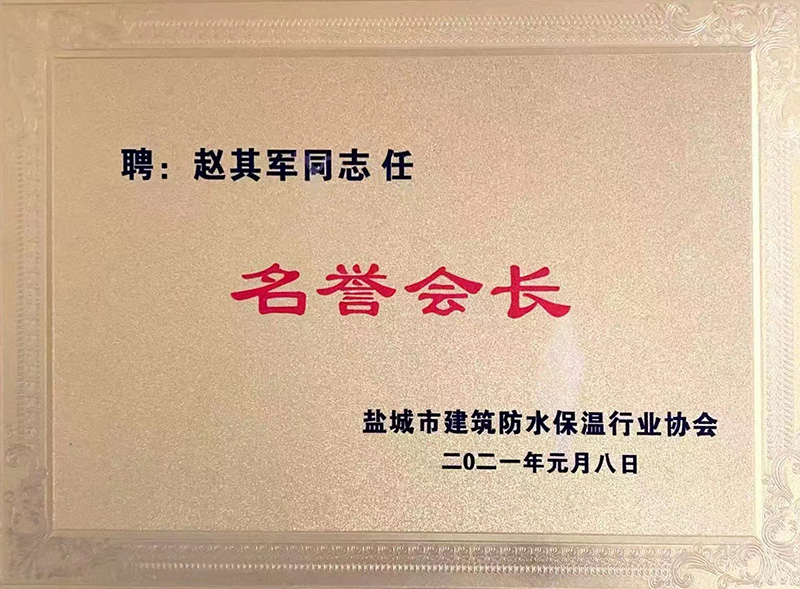 聘：赵其军同志 任
名誉会长
盐城市建筑防水保温行业协会
二0二一年元月八日